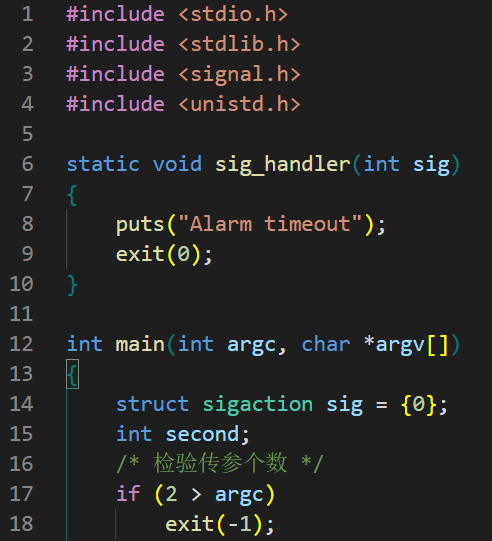 1 #include <stdio.h>
2 #include <stdlib.h>
3 #include <signal.h>
4 #include <unistd.h>
5
6 static void sig_handler(int sig)
7 {
8     puts("Alarm timeout");
9     exit(0);
10 }
11
12 int main(int argc, char *argv[])
13 {
14     struct sigaction sig = {0};
15     int second;
16     /* 检验传参个数 */
17     if (2 > argc)
18         exit(-1);